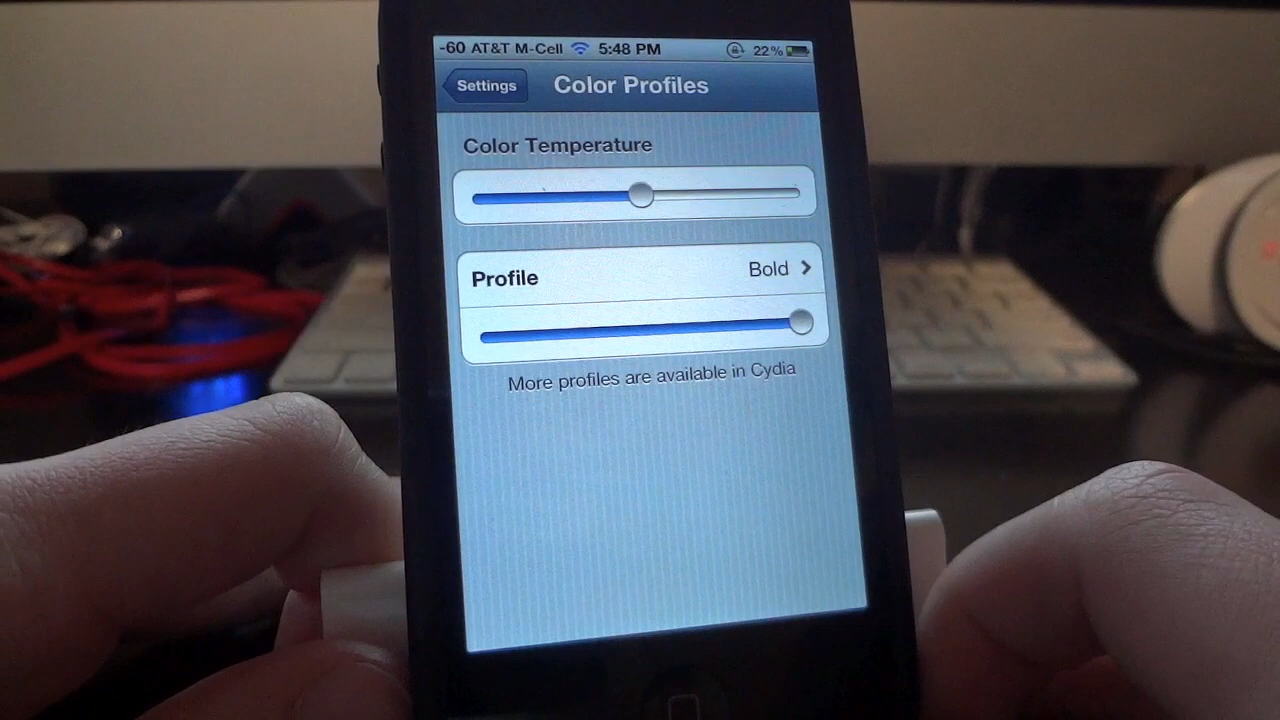 -60 AT&T M-Cell 5:48 PM 22%
Settings Color Profiles
Color Temperature
Profile Bold
More profiles are available in Cydia